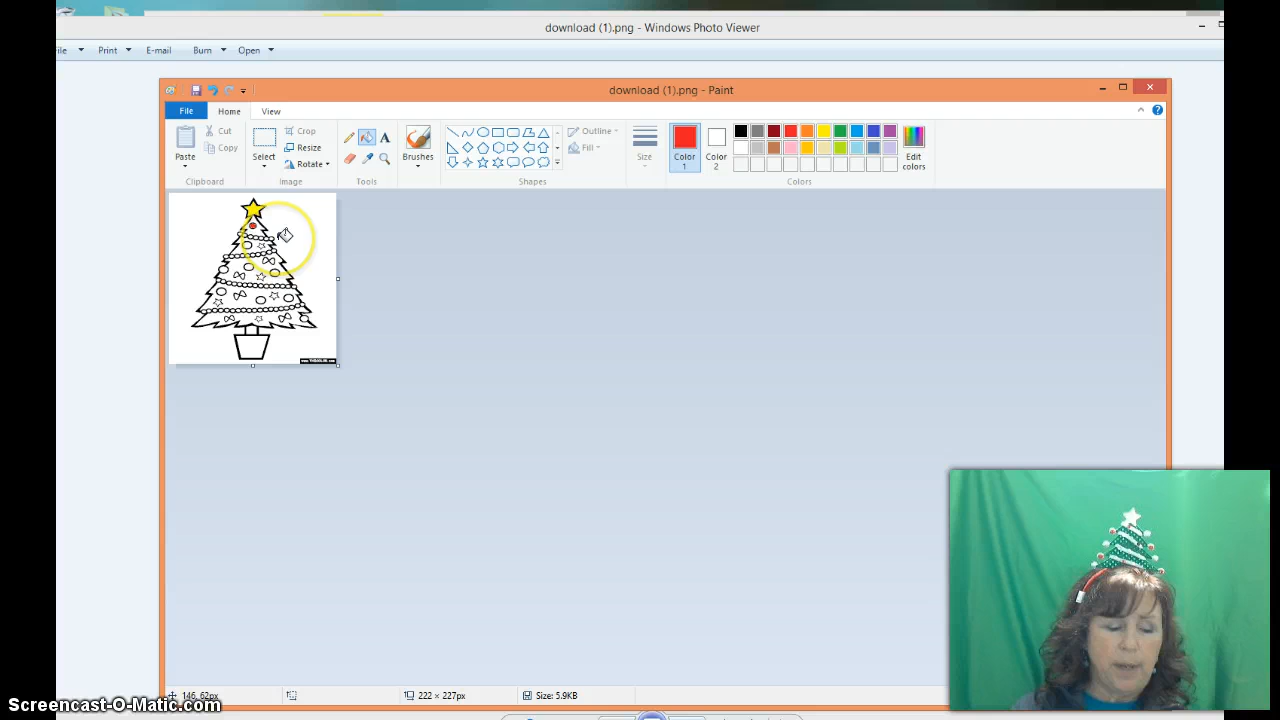 download (1).png - Windows Photo Viewer
ile Print E-mail Burn Open
download (1).png - Paint
File Home View
Paste
Cut
Copy
Clipboard
Select
Crop
Resize
Rotate
Image
A
Tools
Brushes
Outline
Fill
Shapes
Size
Color
1
Color
2
Edit
colors
Colors
146, 62px
222 × 227px
Size: 5.9KB
Screencast-O-Matic.com